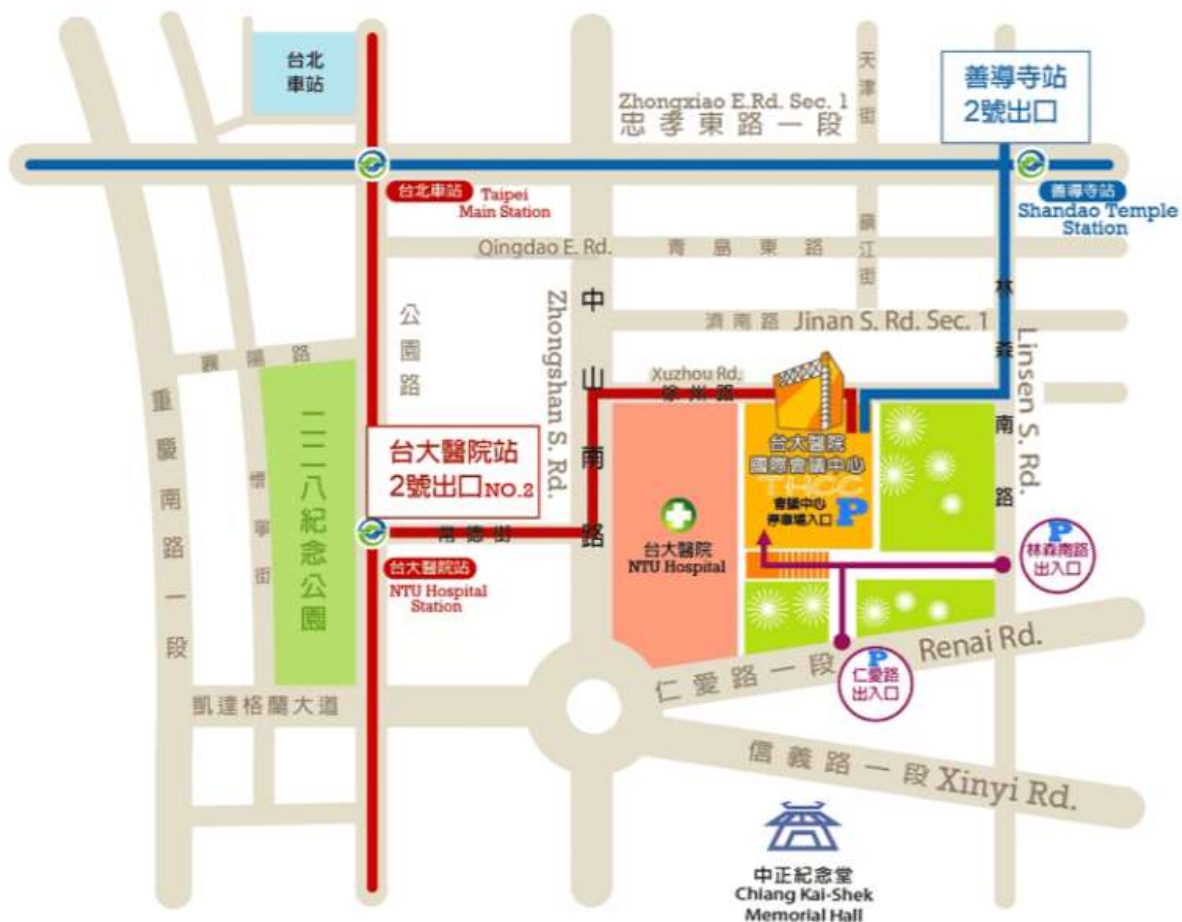 台北
車站
天津街
善導寺站
2號出口
Zhongxiao E.Rd. Sec. 1
忠孝東路一段
台北車站
Taipei
Main Station
善導寺站
Shandao Temple
Station
Qingdao E. Rd.
青島東路
鎮江街
公園路
Zhongshan S. Rd.
中山南路
濟南路 Jinan S. Rd. Sec. 1
林森南路
Linsen S. Rd.
襄陽路
Xuzhou Rd.
徐州路
重慶南路一段
二二八紀念公園
懷寧街
台大醫院站
2號出口NO.2
常德街
台大醫院站
NTU Hospital
Station
台大醫院
國際會議中心
THCC
會議中心
停車場入口
P
台大醫院
NTU Hospital
P
林森南路
出入口
P
仁愛路
出入口
仁愛路一段 Renai Rd.
凱達格蘭大道
信義路一段 Xinyi Rd.
中正紀念堂
Chiang Kai-Shek
Memorial Hall